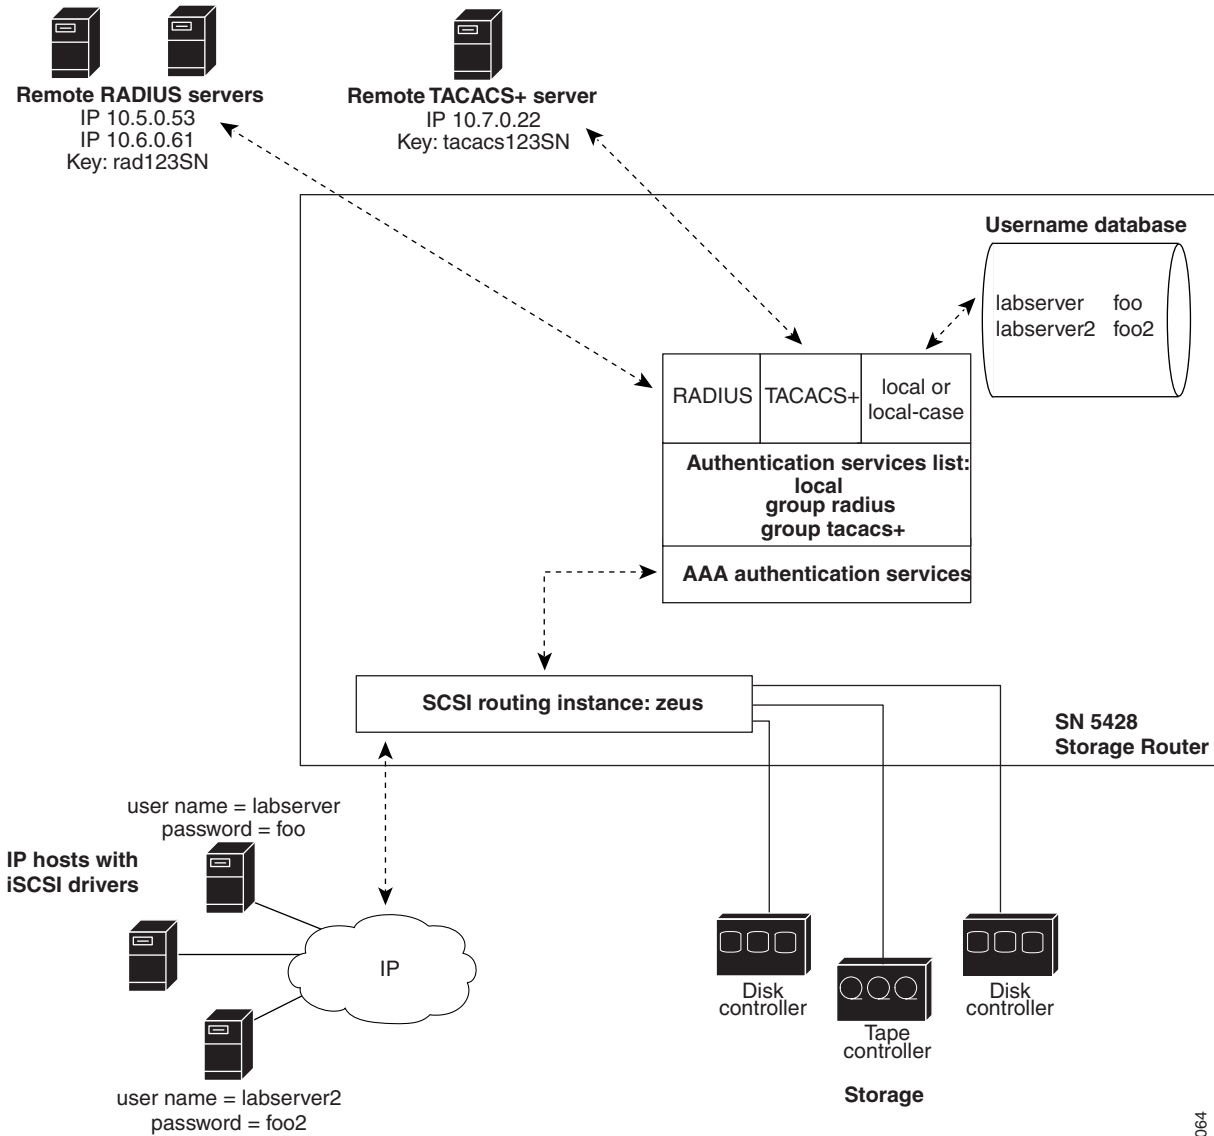 Remote RADIUS servers
IP 10.5.0.53
IP 10.6.0.61
Key: rad123SN
Remote TACACS+ server
IP 10.7.0.22
Key: tacacs123SN
Username database
labserver foo
labserver2 foo2
RADIUS
TACACS+
local or
local-case
Authentication services list:
local
group radius
group tacacs+
AAA authentication services
SCSI routing instance: zeus
SN 5428
Storage Router
user name = labserver
password = foo
IP hosts with
iSCSI drivers
IP
user name = labserver2
password = foo2
Disk
controller
Tape
controller
Disk
controller
Storage